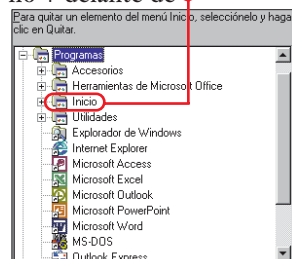 delante de
Para quitar un elemento del menú Inicio, selecciónelo y haga
clic en Quitar.
Programas
Accesorios
Herramientas de Microsoft Office
Inicio
Utilidades
Explorador de Windows
Internet Explorer
Microsoft Access
Microsoft Excel
Microsoft Outlook
Microsoft PowerPoint
Microsoft Word
MS-DOS
Outlook Express